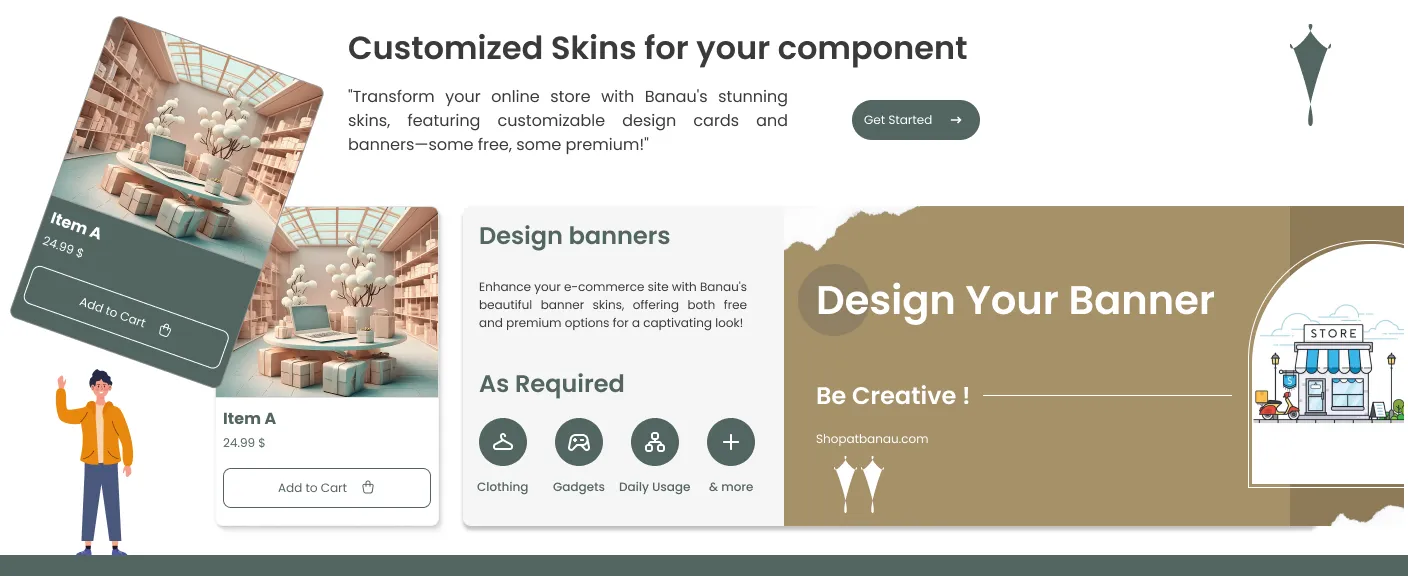 Customized Skins for your component
"Transform your online store with Banau's stunning
skins, featuring customizable design cards and
banners—some free, some premium!"
Get Started
Item A
24.99 $
Add to Cart
Item A
24.99 $
Add to Cart
Design banners
Enhance your e-commerce site with Banau's
beautiful banner skins, offering both free
and premium options for a captivating look!
As Required
Clothing
Gadgets
Daily Usage
& more
Design Your Banner
Be Creative !
Shopatbanau.com
STORE
S